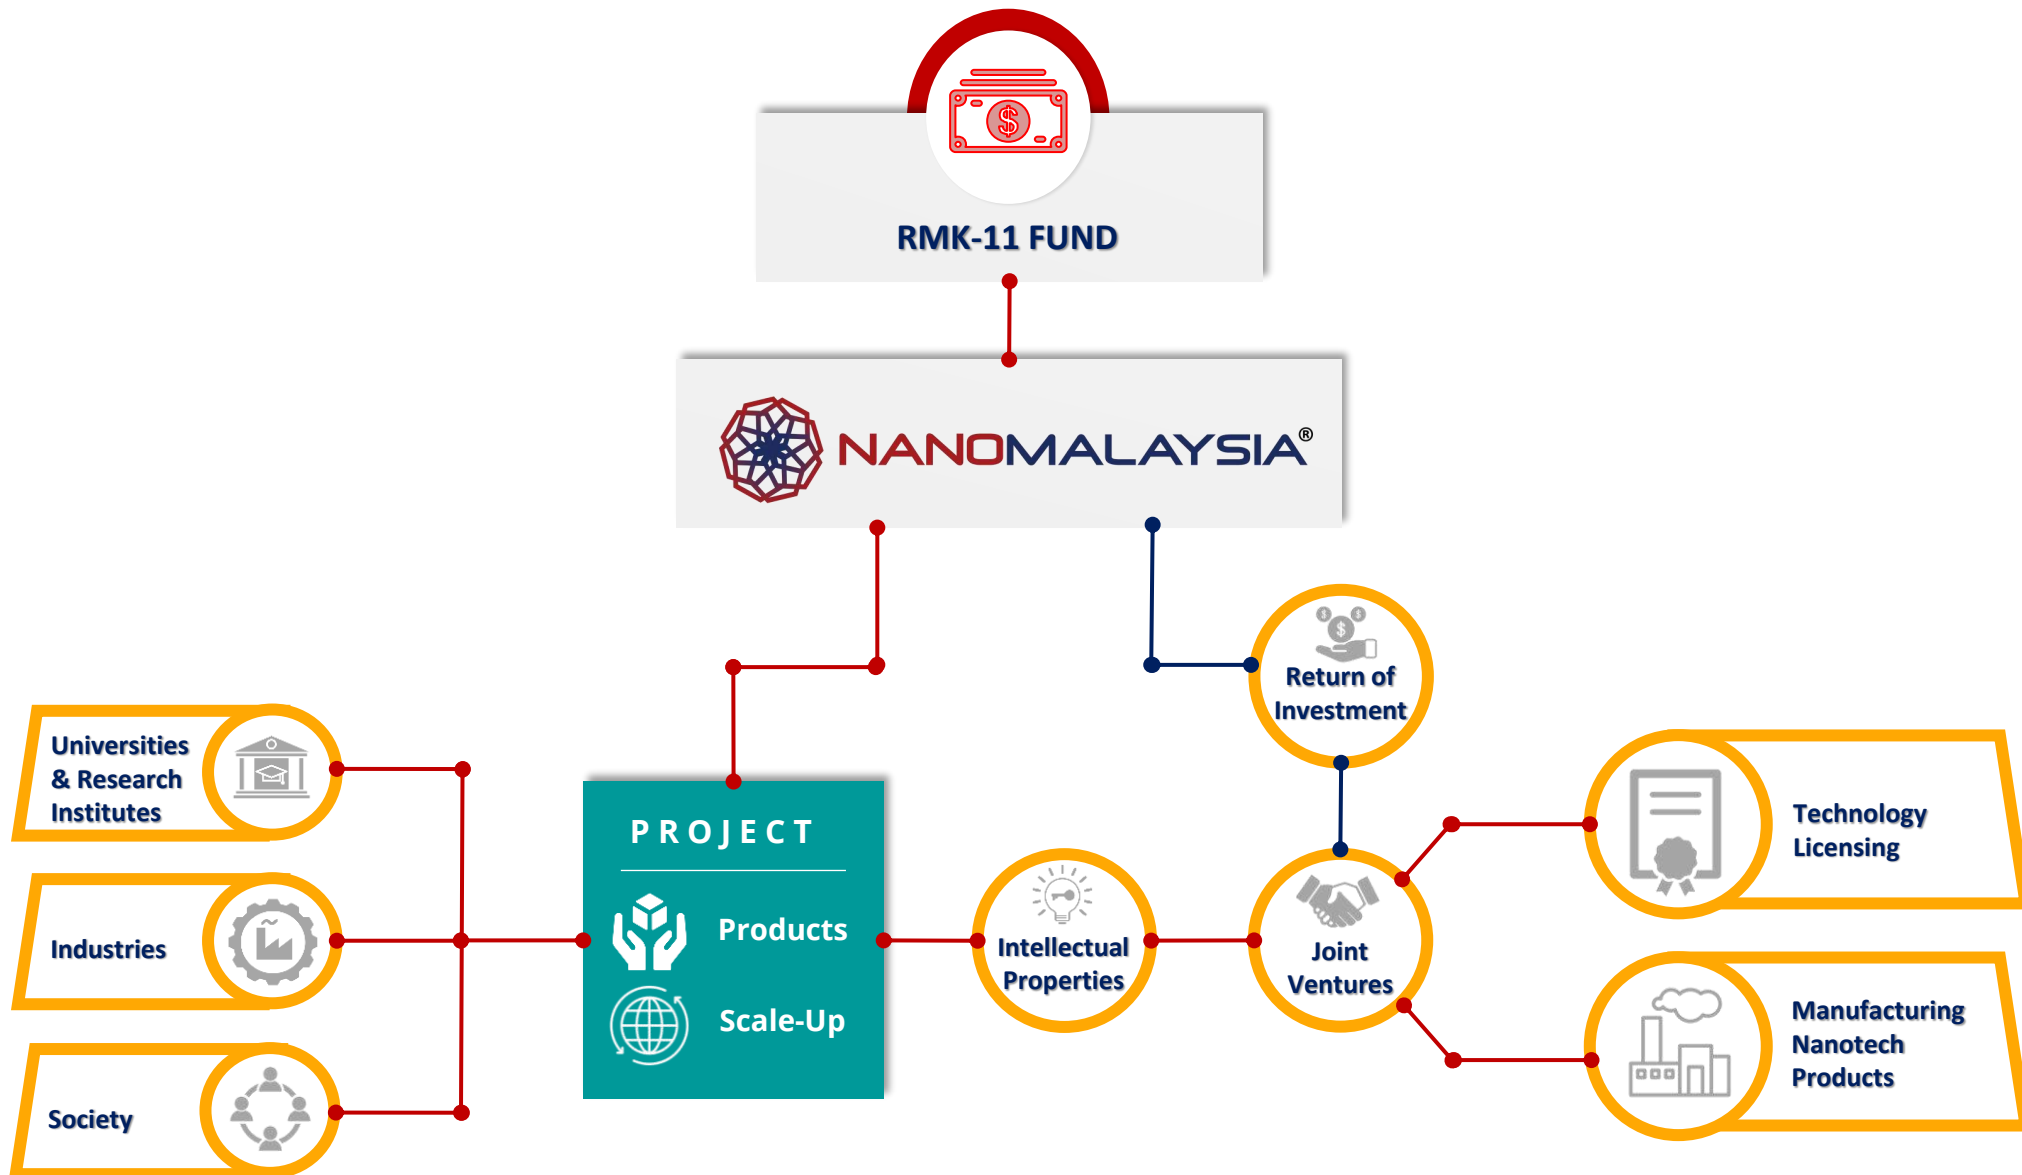 RMK-11 FUND
NANOMALAYSIA®
Return of
Investment
Universities
& Research
Institutes
Industries
Society
PROJECT
Products
Scale-Up
Intellectual
Properties
Joint
Ventures
Technology
Licensing
Manufacturing
Nanotech
Products